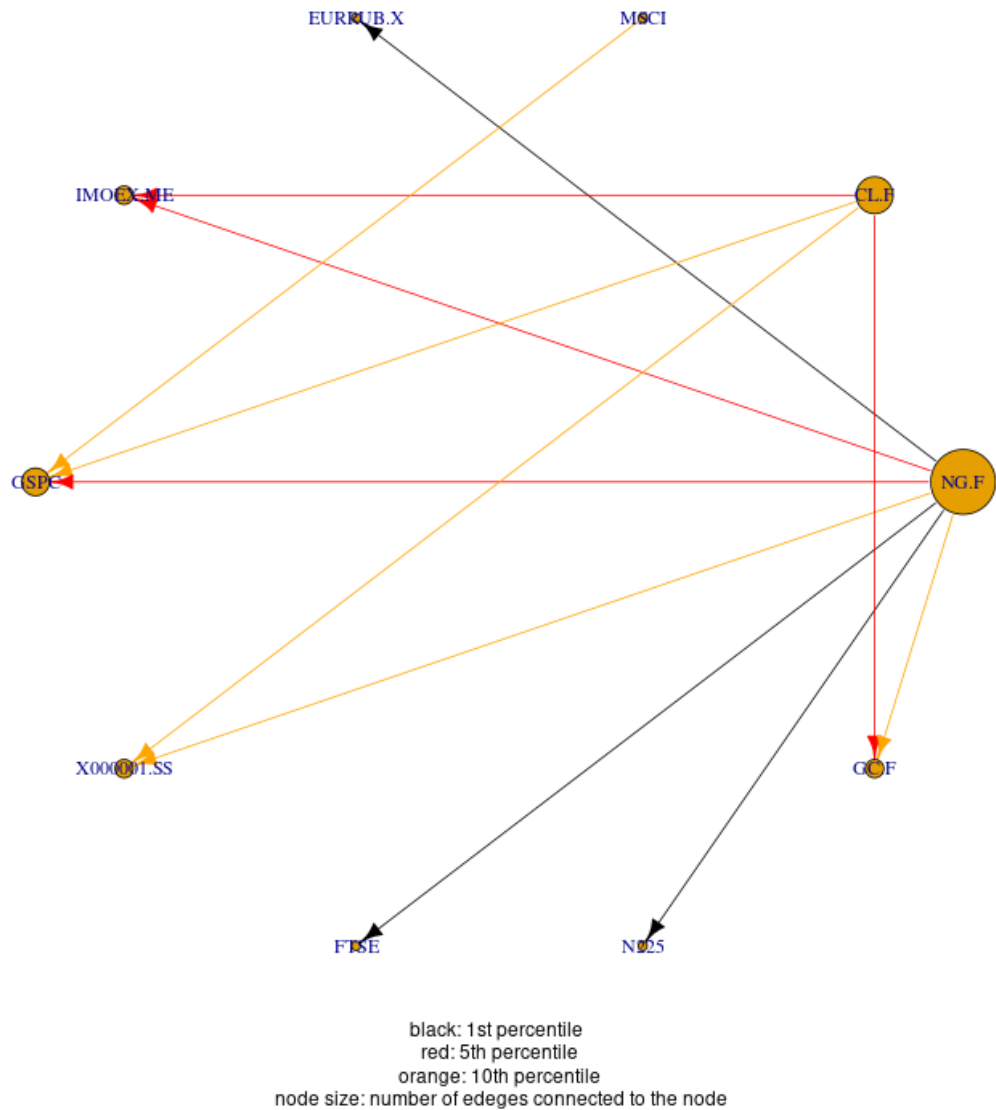 EURRUB.X
MSCI
IMOEX.ME
CL.F
GSPC
NG.F
X000001.SS
GC.F
FTSE
N225
black: 1st percentile
red: 5th percentile
orange: 10th percentile
node size: number of edeges connected to the node